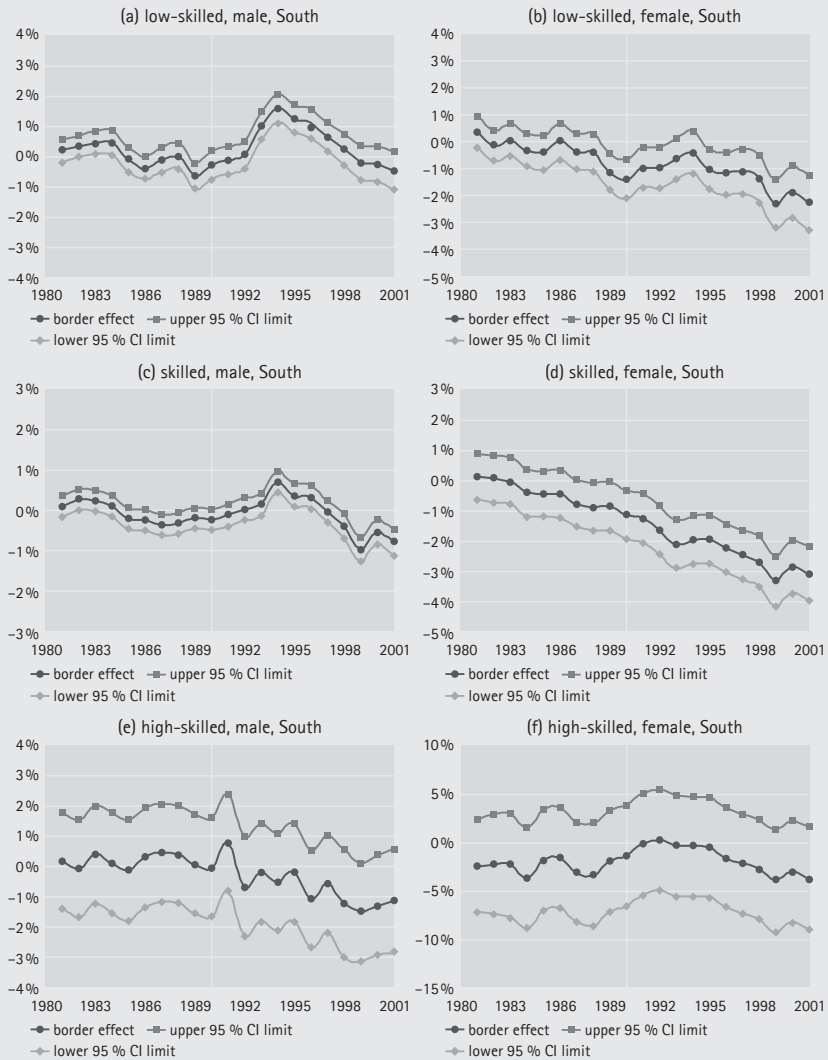 (a) low-skilled, male, South
4 %
3 %
2 %
1 %
0 %
–1 %
–2 %
–3 %
–4 %
1980 1983 1986 1989 1992 1995 1998 2001
border effect upper 95 % CI limit
lower 95 % CI limit
(b) low-skilled, female, South
4 %
3 %
2 %
1 %
0 %
–1 %
–2 %
–3 %
–4 %
–5 %
1980 1983 1986 1989 1992 1995 1998 2001
border effect upper 95 % CI limit
lower 95 % CI limit
(c) skilled, male, South
3 %
2 %
1 %
0 %
–1 %
–2 %
–3 %
1980 1983 1986 1989 1992 1995 1998 2001
border effect upper 95 % CI limit
lower 95 % CI limit
(d) skilled, female, South
3 %
2 %
1 %
0 %
–1 %
–2 %
–3 %
–4 %
–5 %
1980 1983 1986 1989 1992 1995 1998 2001
border effect upper 95 % CI limit
lower 95 % CI limit
(e) high-skilled, male, South
4 %
3 %
2 %
1 %
0 %
–1 %
–2 %
–3 %
–4 %
1980 1983 1986 1989 1992 1995 1998 2001
border effect upper 95 % CI limit
lower 95 % CI limit
(f) high-skilled, female, South
10 %
5 %
0 %
–5 %
–10 %
–15 %
1980 1983 1986 1989 1992 1995 1998 2001
border effect upper 95 % CI limit
lower 95 % CI limit